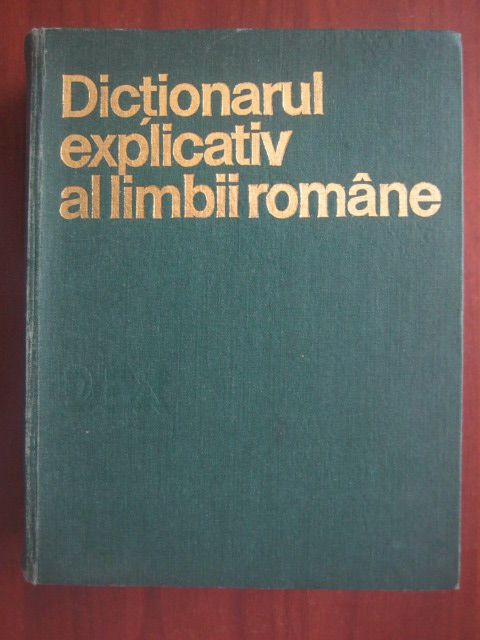 Dicționarul
explicativ
al limbii române
DEX